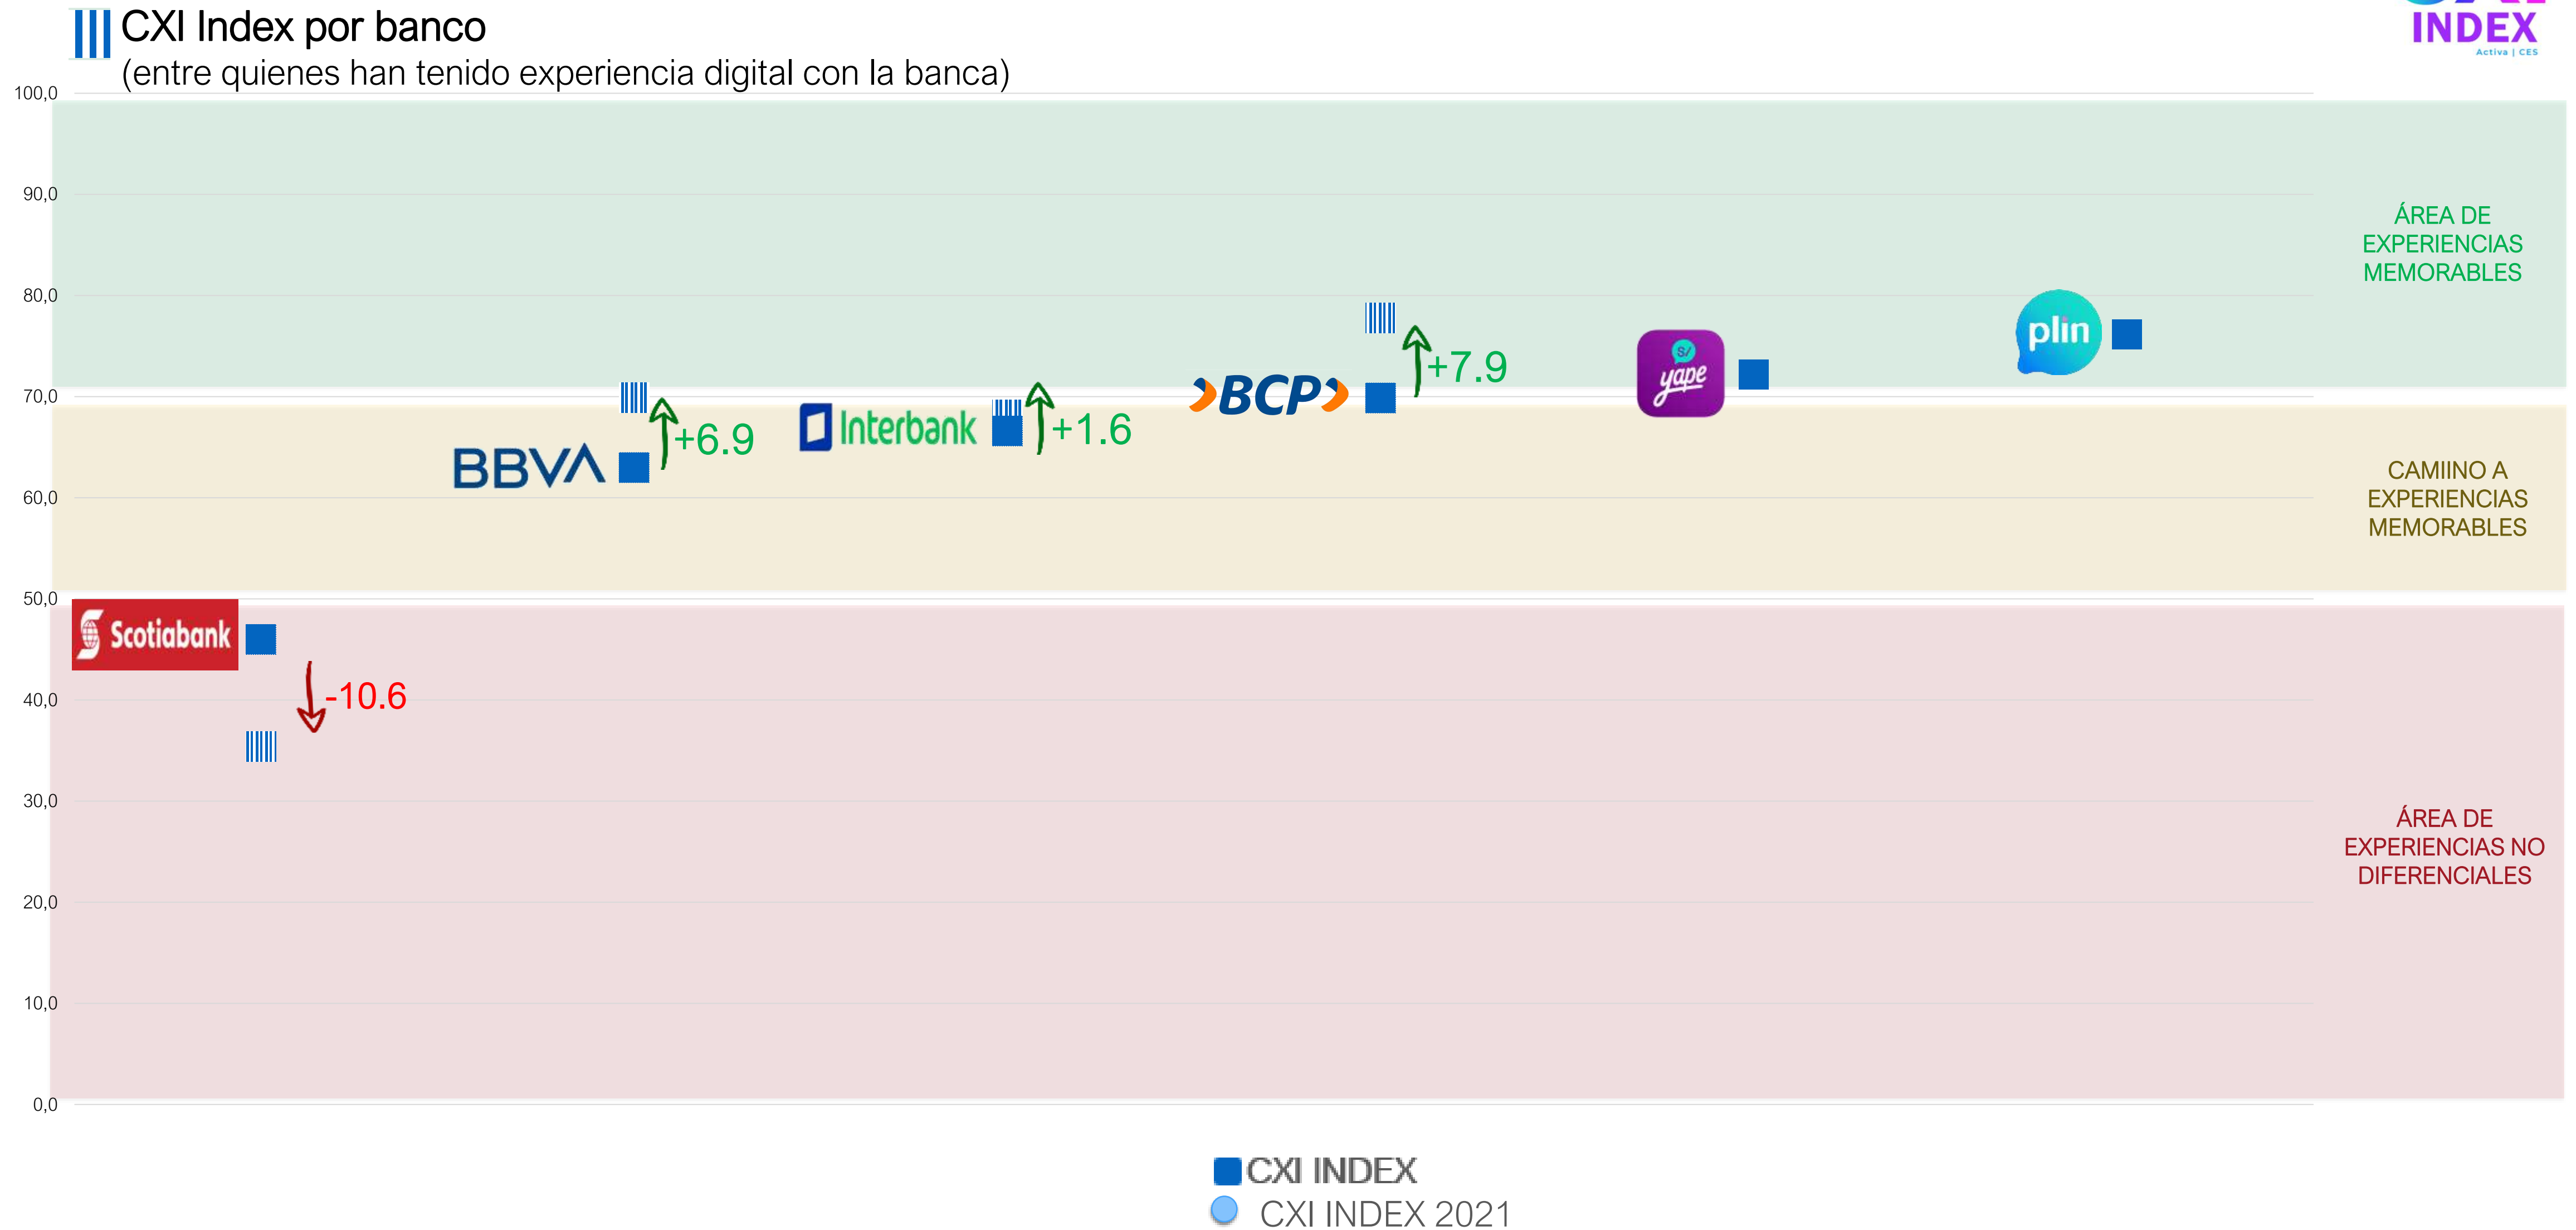 CXI Index por banco
(entre quienes han tenido experiencia digital con la banca)
INDEX
Activa | CES
100,0
90,0
80,0
70,0
60,0
50,0
40,0
30,0
20,0
10,0
0,0
ÁREA DE
EXPERIENCIAS
MEMORABLES
CAMIINO A
EXPERIENCIAS
MEMORABLES
ÁREA DE
EXPERIENCIAS NO
DIFERENCIALES
Scotiabank
-10.6
BBVA
+6.9
Interbank
+1.6
BCP
+7.9
S/
yape
plin
CXI INDEX
CXI INDEX 2021